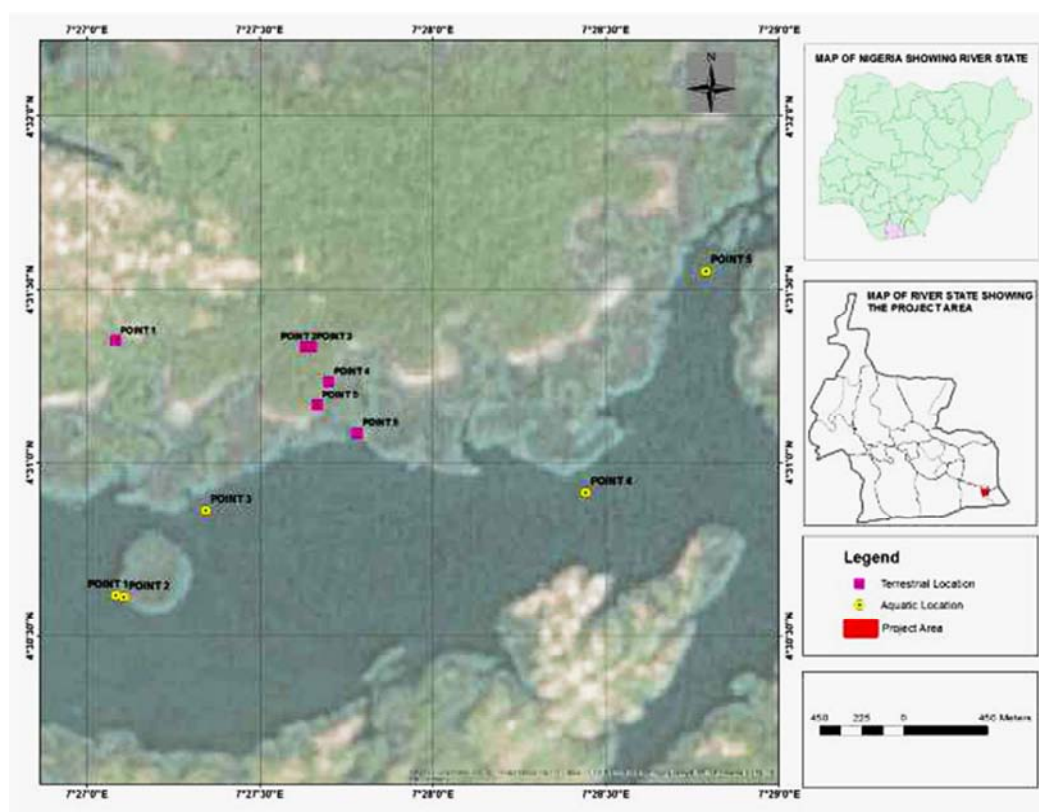 7°27'0"E 7°27'30"E 7°28'0"E 7°28'30"E 7°29'0"E
N
4°32'0"N 4°32'0"N
4°31'30"N 4°31'30"N
4°31'0"N 4°31'0"N
4°30'30"N 4°30'30"N
POINT 5
POINT 1
POINT 2 POINT 3
POINT 4
POINT 5
POINT 6
POINT 3
POINT 4
POINT 1 POINT 2
7°27'0"E 7°27'30"E 7°28'0"E 7°28'30"E 7°29'0"E
MAP OF NIGERIA SHOWING RIVER STATE
MAP OF RIVER STATE SHOWING
THE PROJECT AREA
Legend
Terrestrial Location
Aquatic Location
Project Area
450 225 0 450 Meters